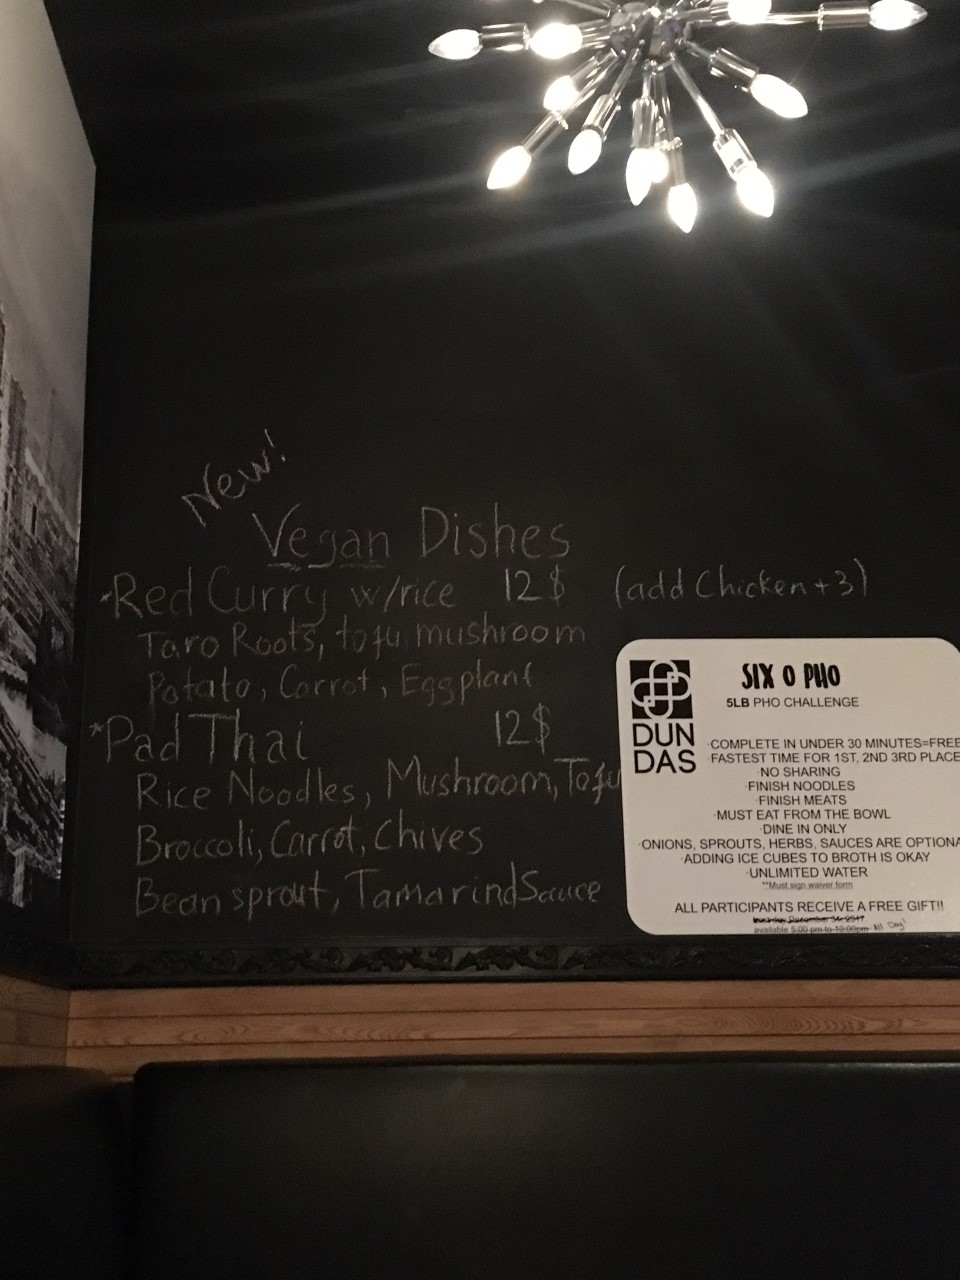 New!
Vegan Dishes
*Red Curry w/rice 12$ (add Chicken +3)
Taro Roots, tofu, mushroom
Potato, Carrot, Eggplant
*Pad Thai 12$
Rice Noodles, Mushroom, Tofu
Broccoli, Carrot, Chives
Bean sprout, Tamarind Sauce
DUN
DAS
SIX O PHO
5LB PHO CHALLENGE
·COMPLETE IN UNDER 30 MINUTES=FREE
·FASTEST TIME FOR 1ST, 2ND 3RD PLACE
·NO SHARING
·FINISH NOODLES
·FINISH MEATS
·MUST EAT FROM THE BOWL
·DINE IN ONLY
·ONIONS, SPROUTS, HERBS, SAUCES ARE OPTIONA
·ADDING ICE CUBES TO BROTH IS OKAY
·UNLIMITED WATER
**Must sign waiver form
ALL PARTICIPANTS RECEIVE A FREE GIFT!!
December 2017
available 5:00 pm to 10:00pm All Day!